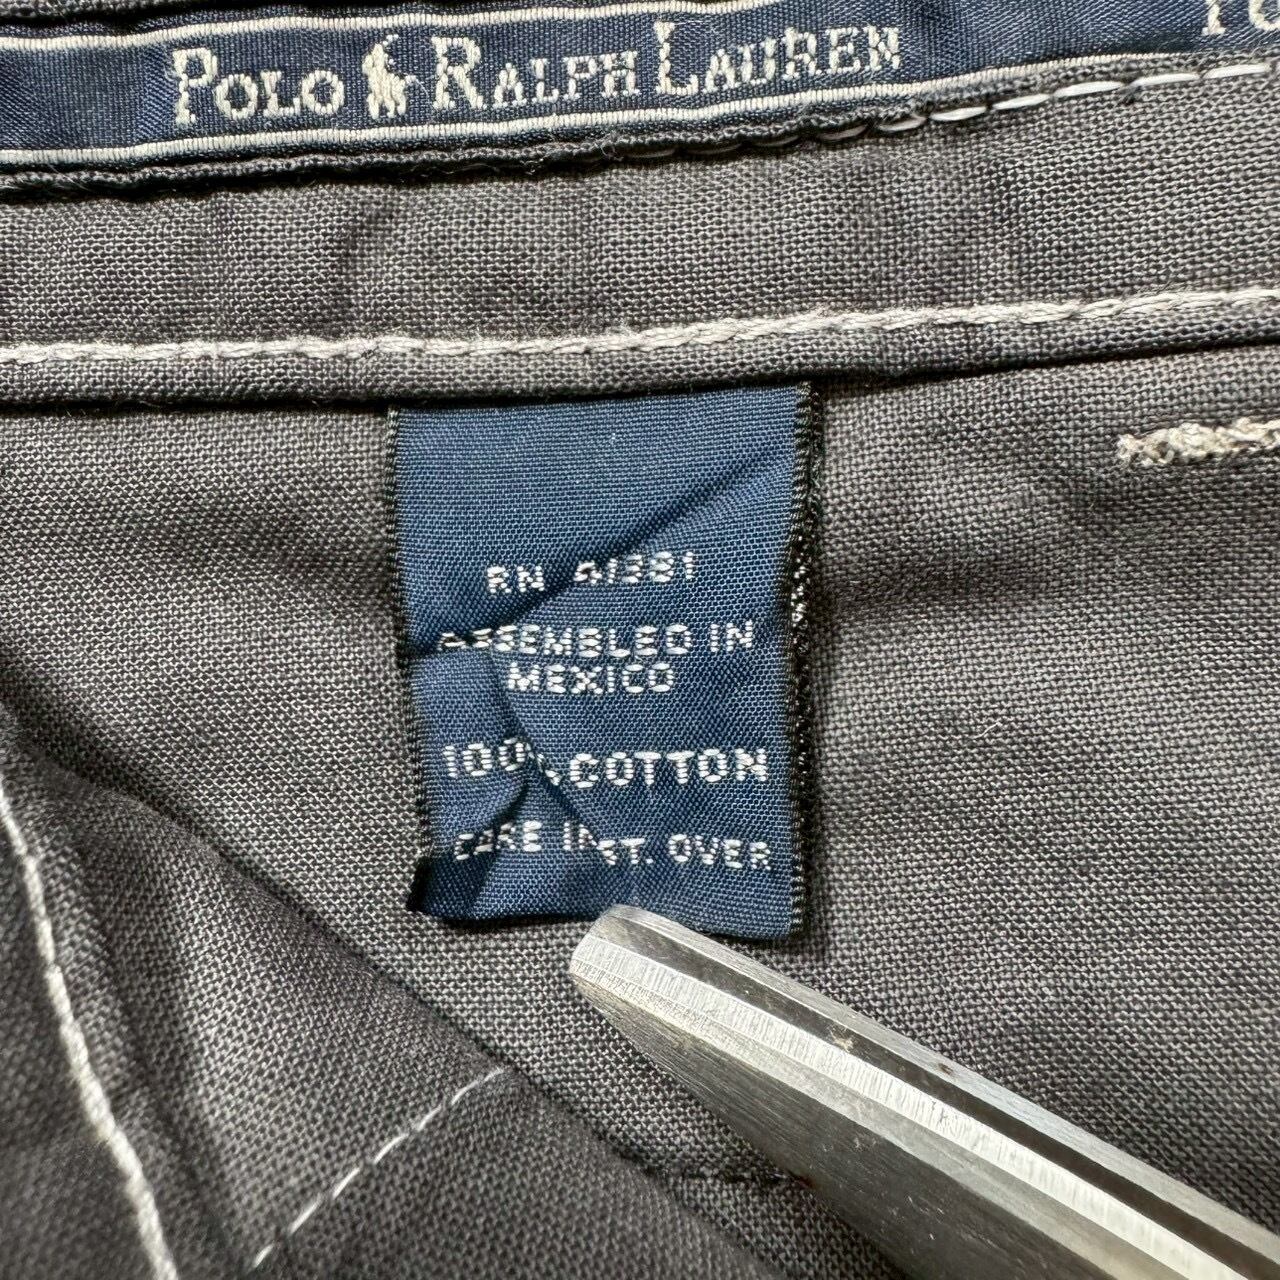 POLO RALPH LAUREN
RN 41381
ASSEMBLED IN
MEXICO
100% COTTON
CARE INST. OVER